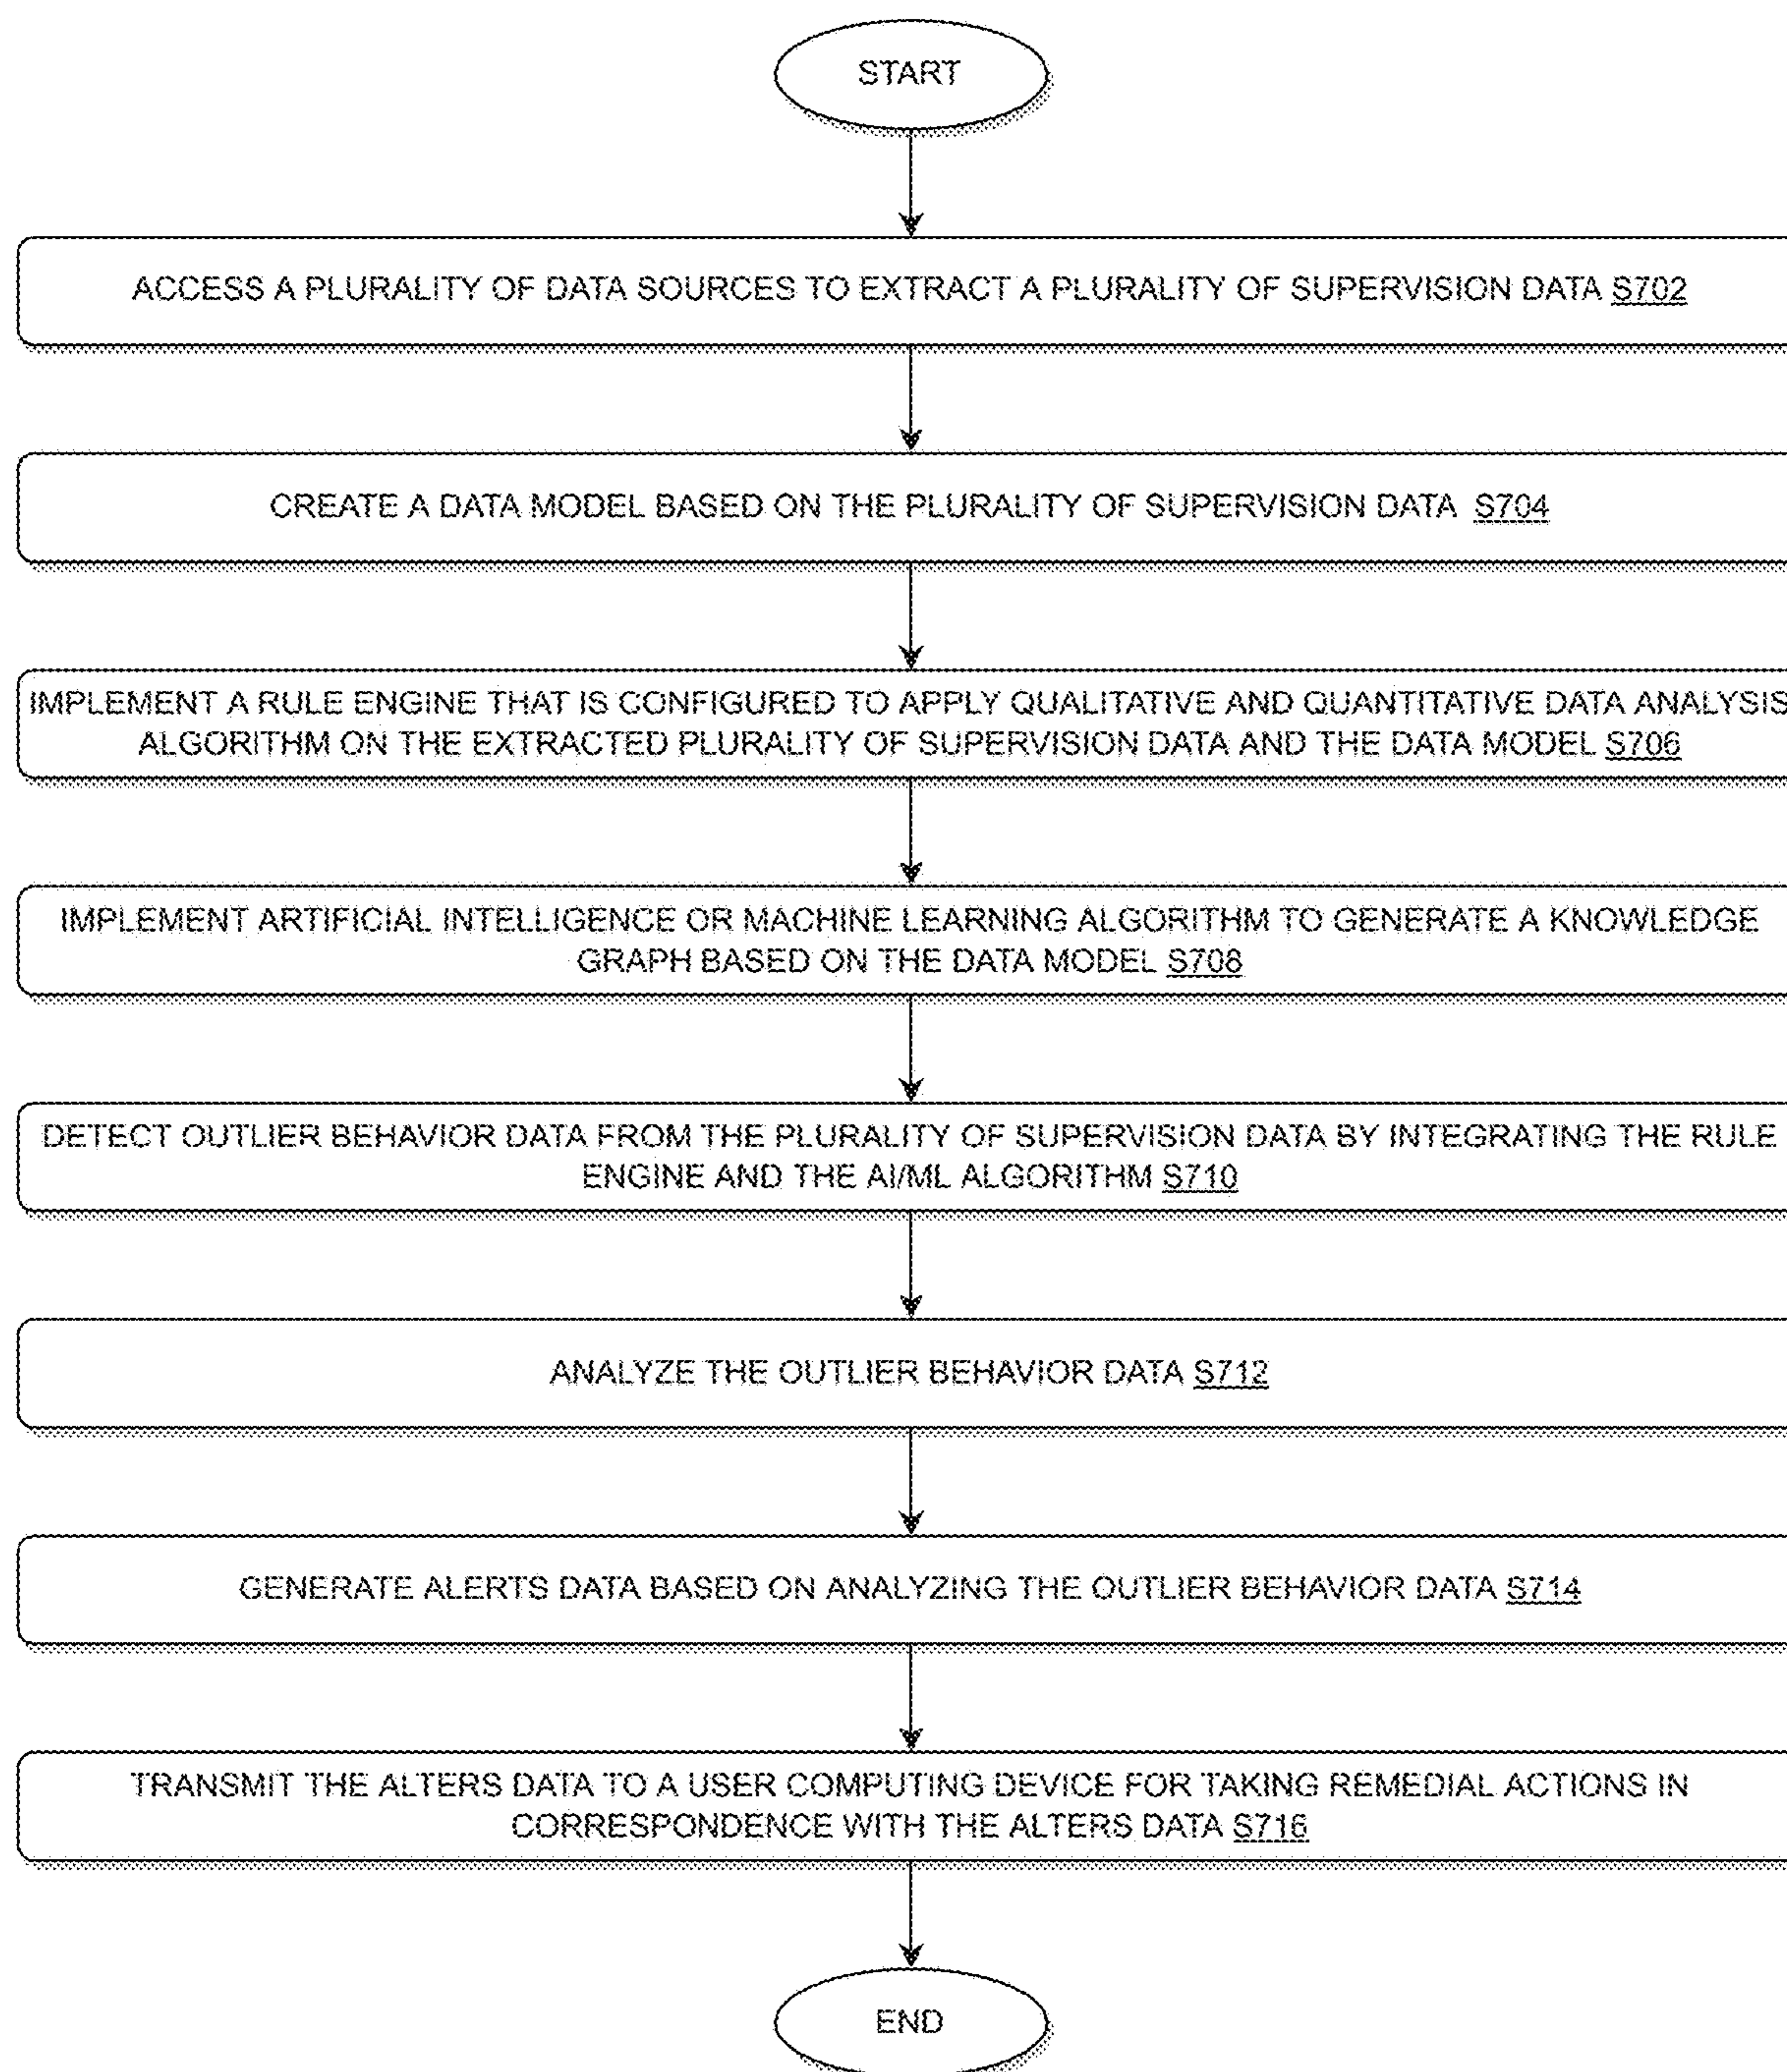 START
ACCESS A PLURALITY OF DATA SOURCES TO EXTRACT A PLURALITY OF SUPERVISION DATA S702
CREATE A DATA MODEL BASED ON THE PLURALITY OF SUPERVISION DATA S704
IMPLEMENT A RULE ENGINE THAT IS CONFIGURED TO APPLY QUALITATIVE AND QUANTITATIVE DATA ANALYSIS
ALGORITHM ON THE EXTRACTED PLURALITY OF SUPERVISION DATA AND THE DATA MODEL S706
IMPLEMENT ARTIFICIAL INTELLIGENCE OR MACHINE LEARNING ALGORITHM TO GENERATE A KNOWLEDGE
GRAPH BASED ON THE DATA MODEL S708
DETECT OUTLIER BEHAVIOR DATA FROM THE PLURALITY OF SUPERVISION DATA BY INTEGRATING THE RULE
ENGINE AND THE AI/ML ALGORITHM S710
ANALYZE THE OUTLIER BEHAVIOR DATA S712
GENERATE ALERTS DATA BASED ON ANALYZING THE OUTLIER BEHAVIOR DATA S714
TRANSMIT THE ALTERS DATA TO A USER COMPUTING DEVICE FOR TAKING REMEDIAL ACTIONS IN
CORRESPONDENCE WITH THE ALTERS DATA S716
END